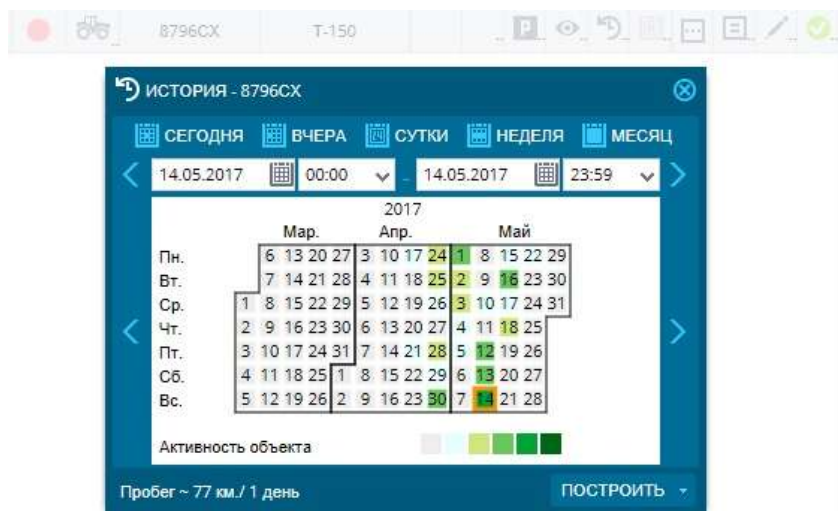 8796CX T-150 P
ИСТОРИЯ - 8796CX
СЕГОДНЯ ВЧЕРА СУТКИ НЕДЕЛЯ МЕСЯЦ
14.05.2017 00:00 - 14.05.2017 23:59
2017
Мар. Апр. Май
Пн. 6 13 20 27 3 10 17 24 1 8 15 22 29
Вт. 7 14 21 28 4 11 18 25 2 9 16 23 30
Ср. 1 8 15 22 29 5 12 19 26 3 10 17 24 31
Чт. 2 9 16 23 30 6 13 20 27 4 11 18 25
Пт. 3 10 17 24 31 7 14 21 28 5 12 19 26
Сб. 4 11 18 25 1 8 15 22 29 6 13 20 27
Вс. 5 12 19 26 2 9 16 23 30 7 14 21 28
Активность объекта
Пробег ~ 77 км./ 1 день ПОСТРОИТЬ